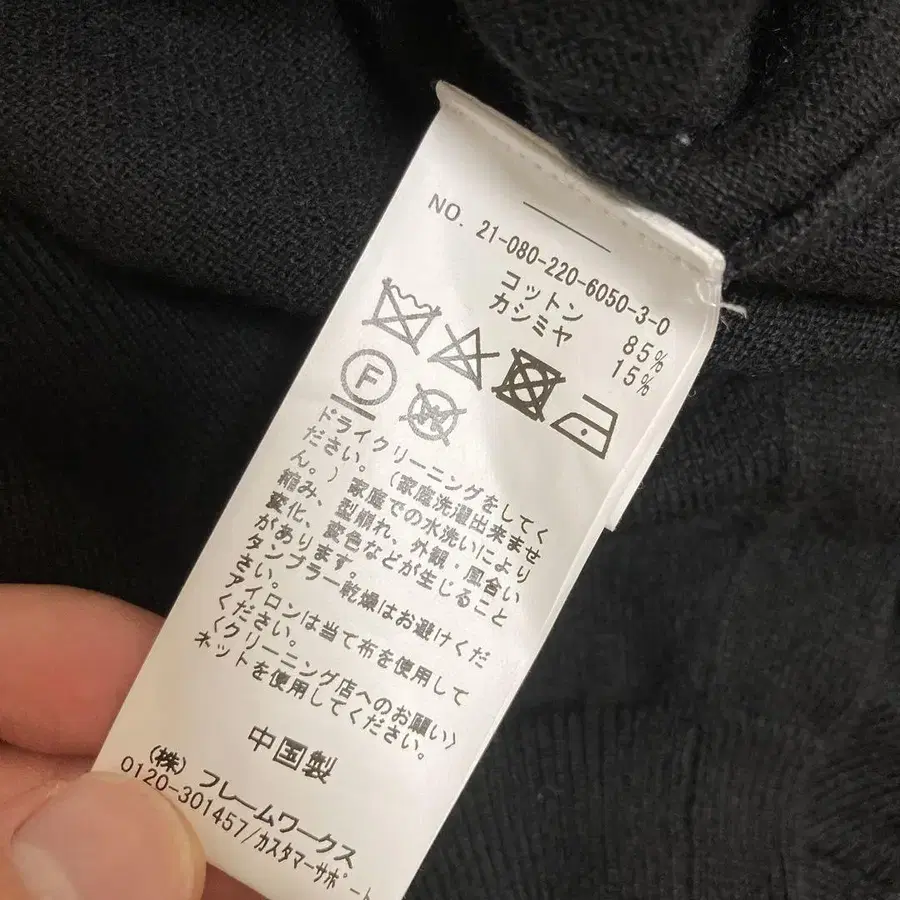 NO. 21-080-220-6050-3-0
コットン 85%
カシミヤ 15%
F
W
ドライクリーニングをしてく
ださい。(家庭洗濯出来ませ
ん。)家庭での水洗いにより
縮み、型崩れ、外観・風合い
変化、変色などが生じること
があります。
タンブラー乾燥はお避けくだ
さい。
アイロンは当て布を使用して
ください。
〈クリーニング店へのお願い〉
ネットを使用してください。
中国製
(株)フレームワークス
0120-301457/カスタマーサポート